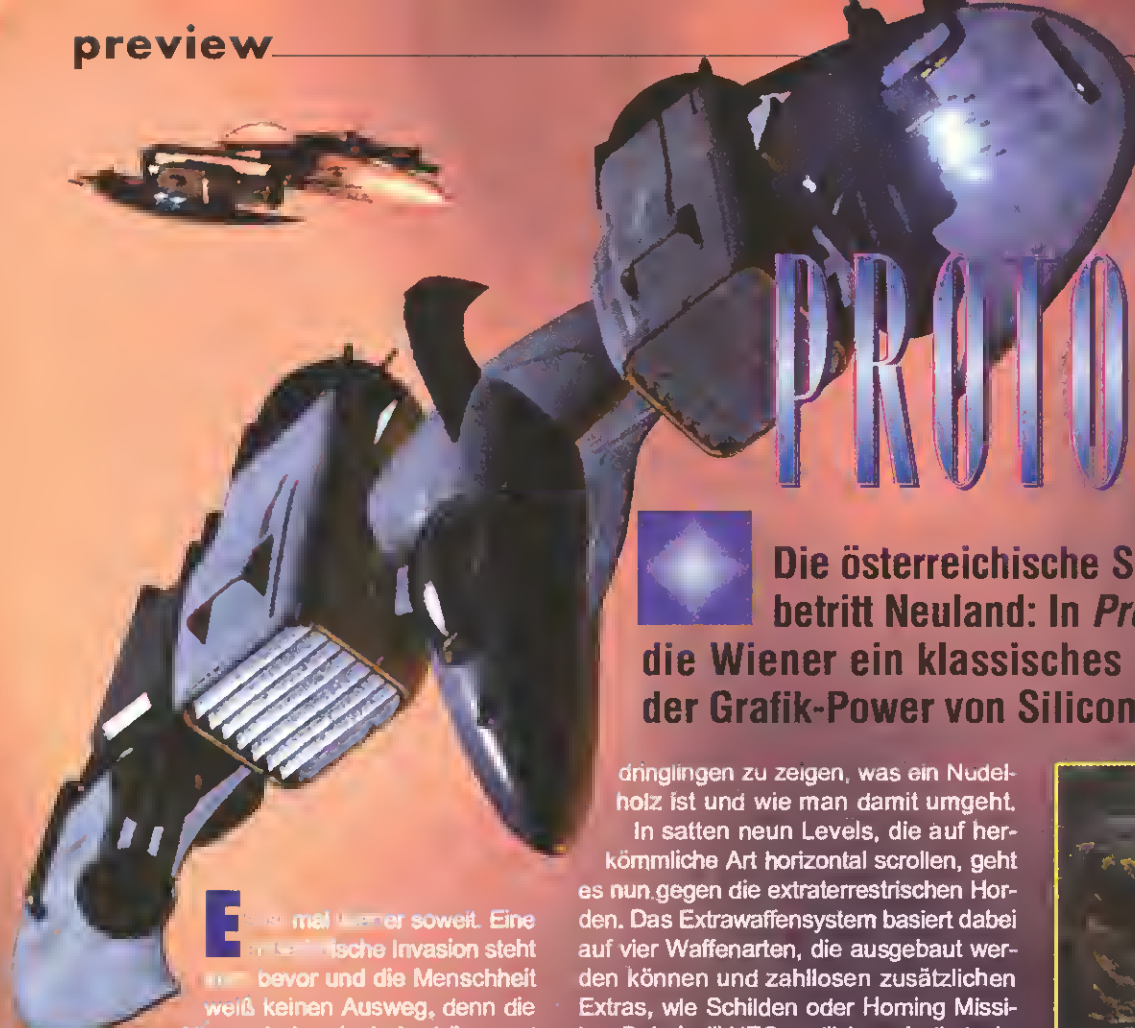 preview
PROTO
Die österreichische S
betritt Neuland: In Pr
die Wiener ein klassisches
der Grafik-Power von Silicon
E mal er soweit. Eine
ische Invasion steht
bevor und die Menschheit
weiß keinen Ausweg, denn die
dringlingen zu zeigen, was ein Nudel-
holz ist und wie man damit umgeht.
In satten neun Levels, die auf her-
kömmliche Art horizontal scrollen, geht
es nun gegen die extraterrestrischen Hor-
den. Das Extrawaffensystem basiert dabei
auf vier Waffenarten, die ausgebaut wer-
den können und zahllosen zusätzlichen
Extras, wie Schilden oder Homing Missi-